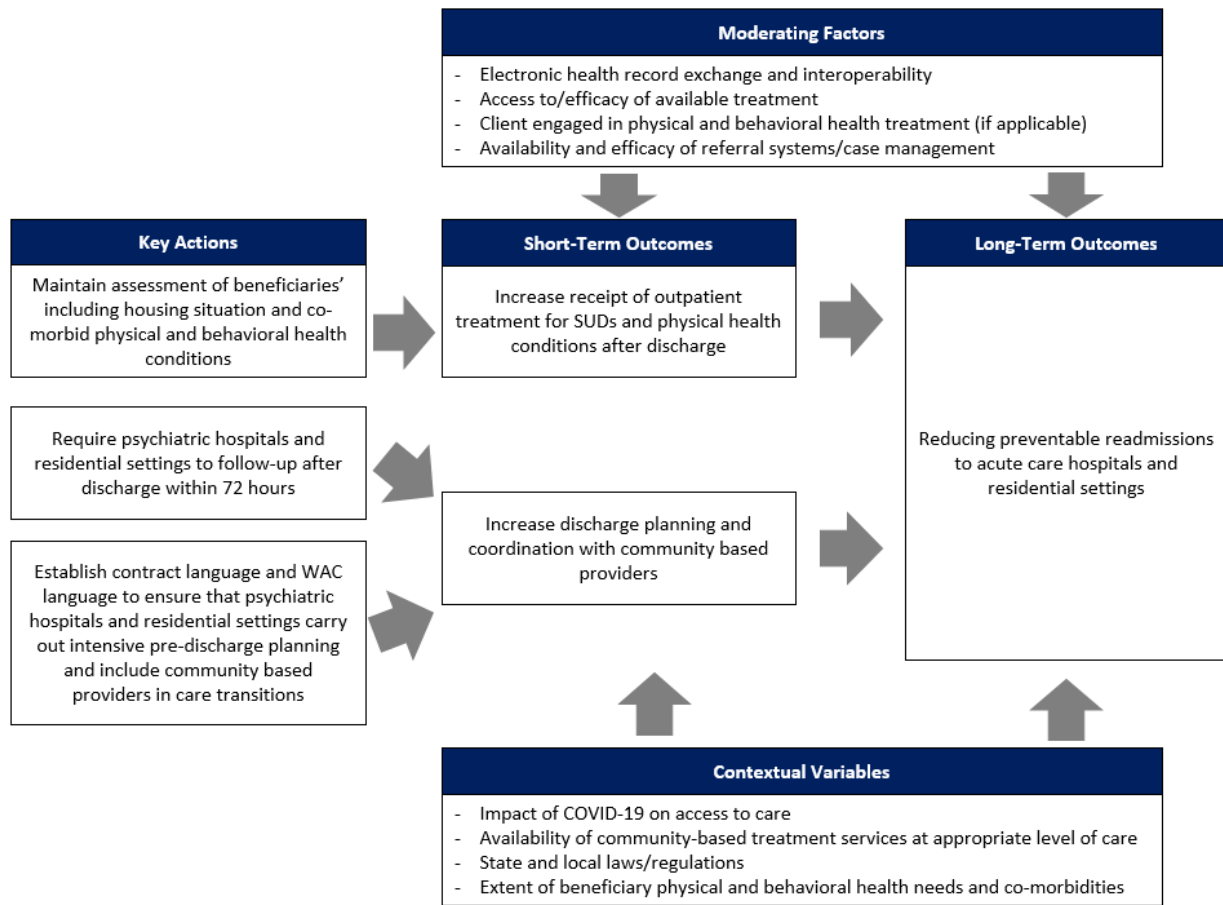 Moderating Factors
- Electronic health record exchange and interoperability
- Access to/efficacy of available treatment
- Client engaged in physical and behavioral health treatment (if applicable)
- Availability and efficacy of referral systems/case management
Key Actions
Maintain assessment of beneficiaries’
including housing situation and co-
morbid physical and behavioral health
conditions
Require psychiatric hospitals and
residential settings to follow-up after
discharge within 72 hours
Establish contract language and WAC
language to ensure that psychiatric
hospitals and residential settings carry
out intensive pre-discharge planning
and include community based
providers in care transitions
Short-Term Outcomes
Increase receipt of outpatient
treatment for SUDs and physical health
conditions after discharge
Increase discharge planning and
coordination with community based
providers
Long-Term Outcomes
Reducing preventable readmissions
to acute care hospitals and
residential settings
Contextual Variables
- Impact of COVID-19 on access to care
- Availability of community-based treatment services at appropriate level of care
- State and local laws/regulations
- Extent of beneficiary physical and behavioral health needs and co-morbidities